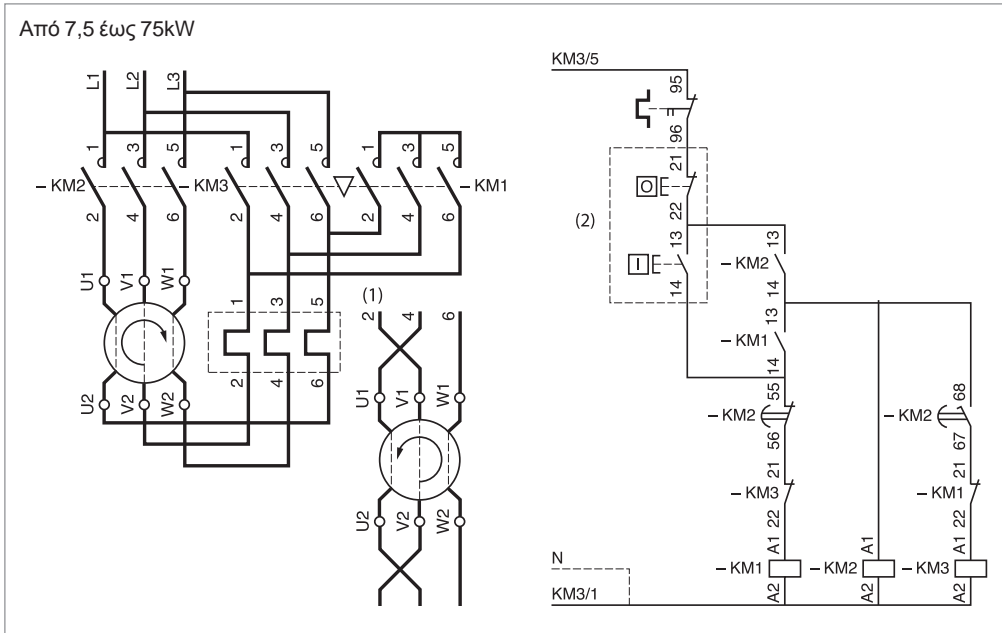 Από 7,5 έως 75kW
L1 L2 L3
1 3 5 1 3 5 1 3 5
– KM2 – KM3 – KM1
2 4 6 2 4 6 2 4 6
U1 V1 W1
1 3 5
2 4 6
U2 V2 W2
(1)
2 4 6
U1 V1 W1
U2 V2 W2
KM3/5
95
96
21
O
22
(2)
13 13
I – KM2
14 14
13
– KM1
14
55 68
– KM2 – KM2
56 67
21 21
– KM3 – KM1
22 22
A1 A1 A1
N – KM1 – KM2 – KM3
KM3/1 A2 A2 A2